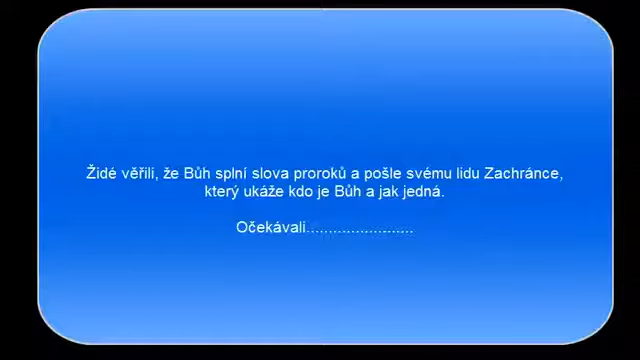 Židé věřili, že Bůh splní slova proroků a pošle svému lidu Zachránce,
který ukáže kdo je Bůh a jak jedná.
Očekávali........................